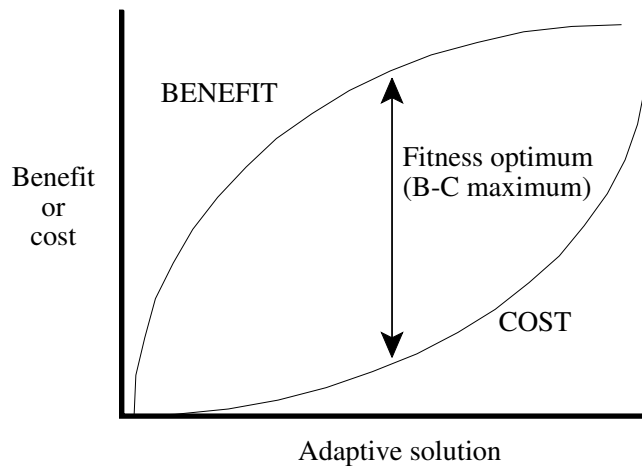 BENEFIT
Fitness optimum
(B-C maximum)
Benefit
or
cost
COST
Adaptive solution